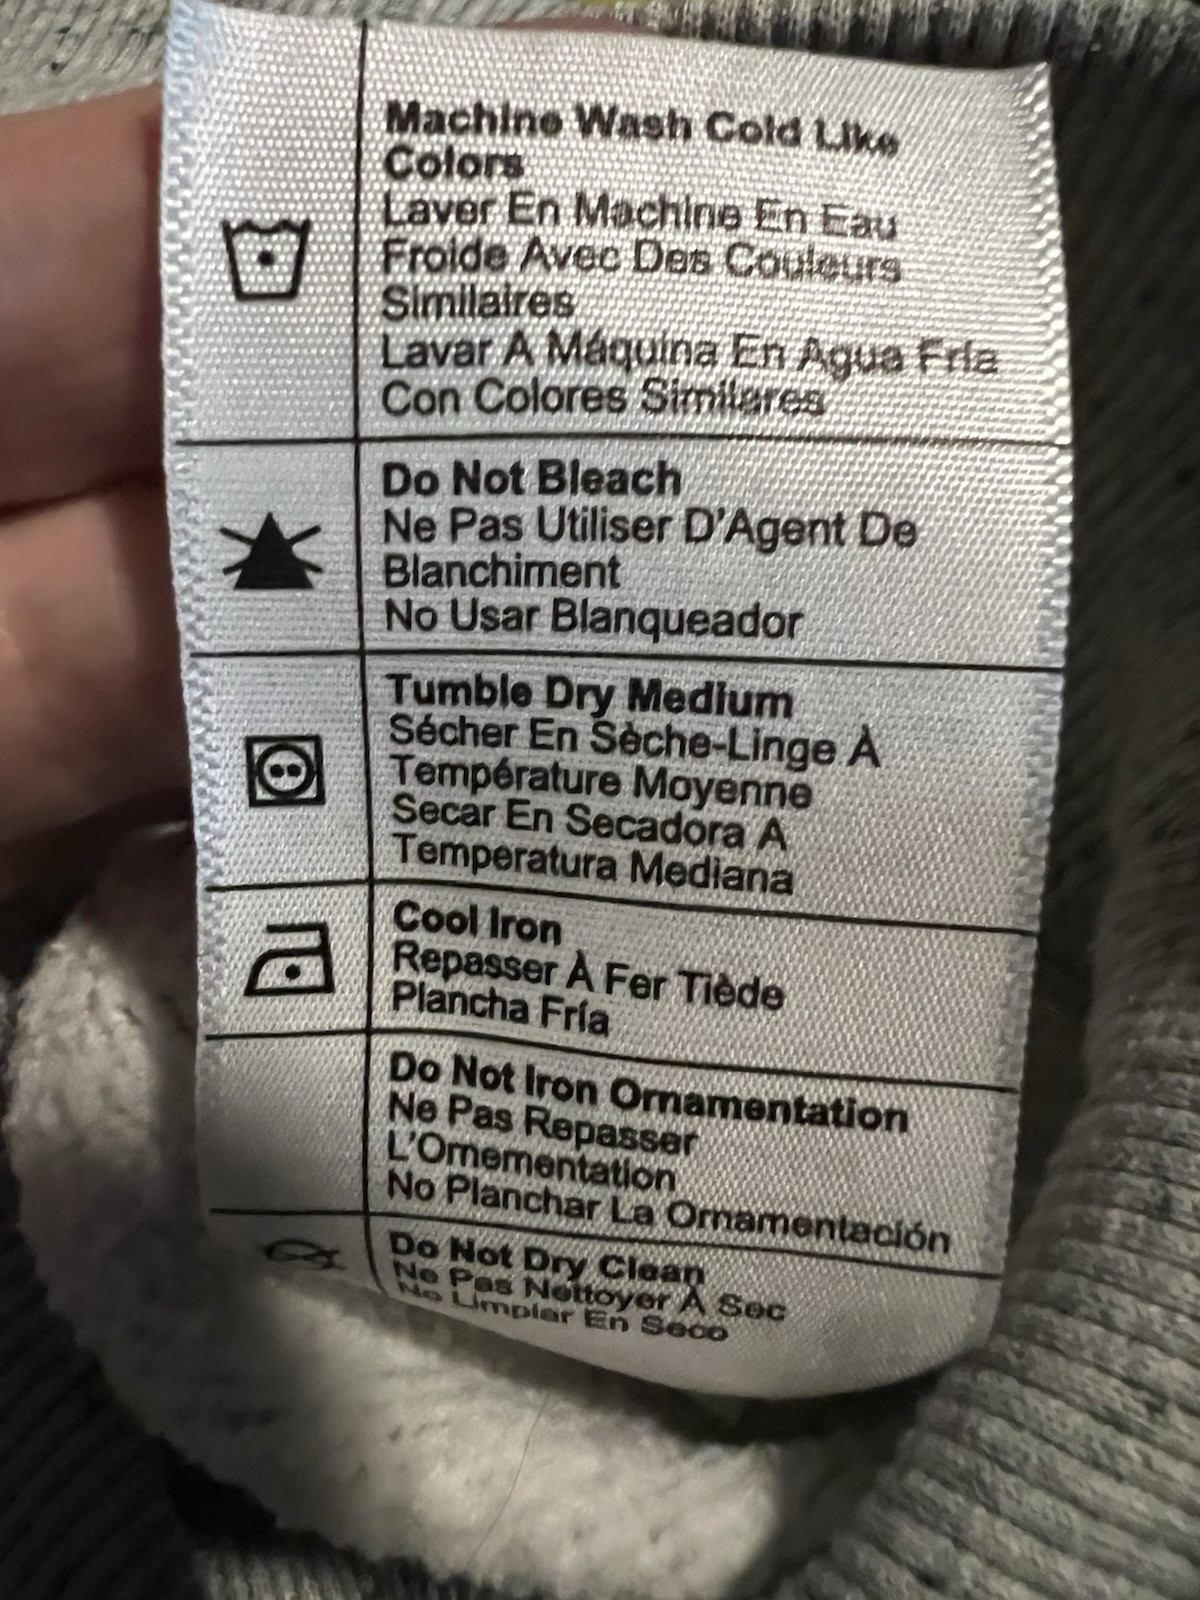 Machine Wash Cold Like
Colors
Laver En Machine En Eau
Froide Avec Des Couleurs
Similaires
Lavar A Máquina En Agua Fría
Con Colores Similares
Do Not Bleach
Ne Pas Utiliser D'Agent De
Blanchiment
No Usar Blanqueador
Tumble Dry Medium
Sécher En Sèche-Linge À
Température Moyenne
Secar En Secadora A
Temperatura Mediana
Cool Iron
Repasser À Fer Tiède
Plancha Fría
Do Not Iron Ornamentation
Ne Pas Repasser
L'Ornementation
No Planchar La Ornamentación
Do Not Dry Clean
Ne Pas Nettoyer À Sec
No Limpiar En Seco